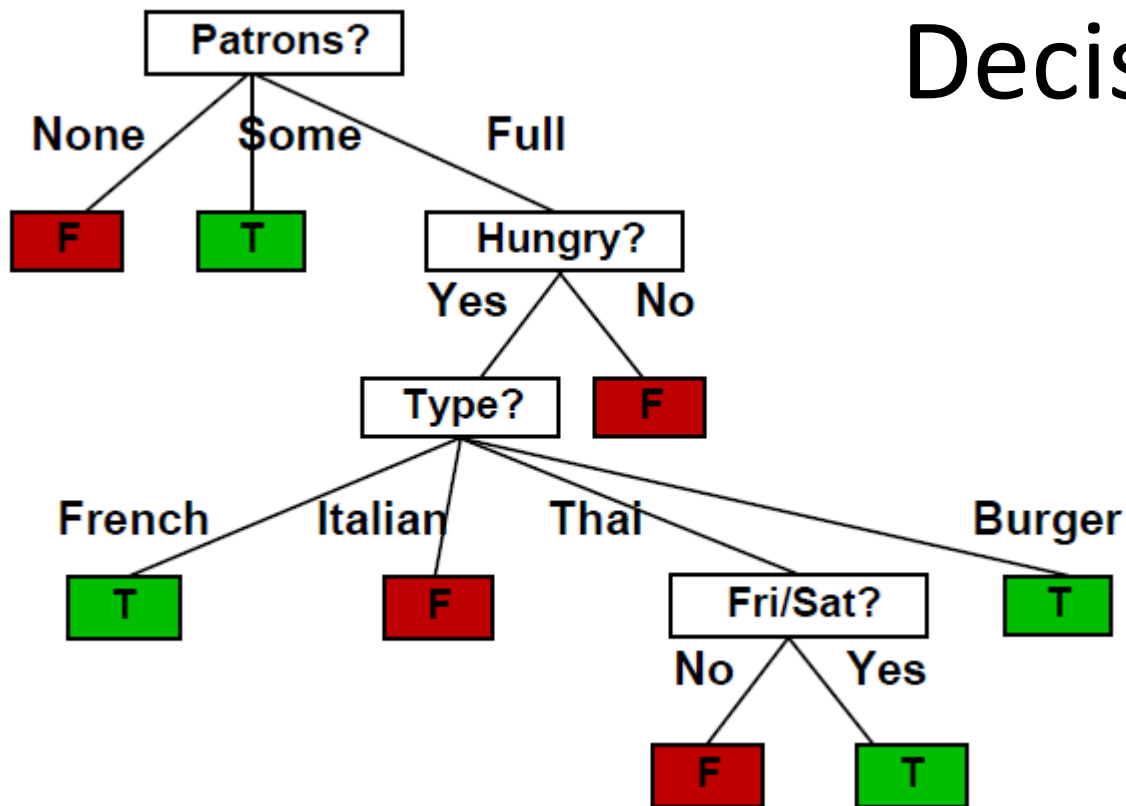 Patrons?
Decis
None Some Full
F T Hungry?
Yes No
Type? F
French Italian Thai Burger
T F Fri/Sat? T
No Yes
F T